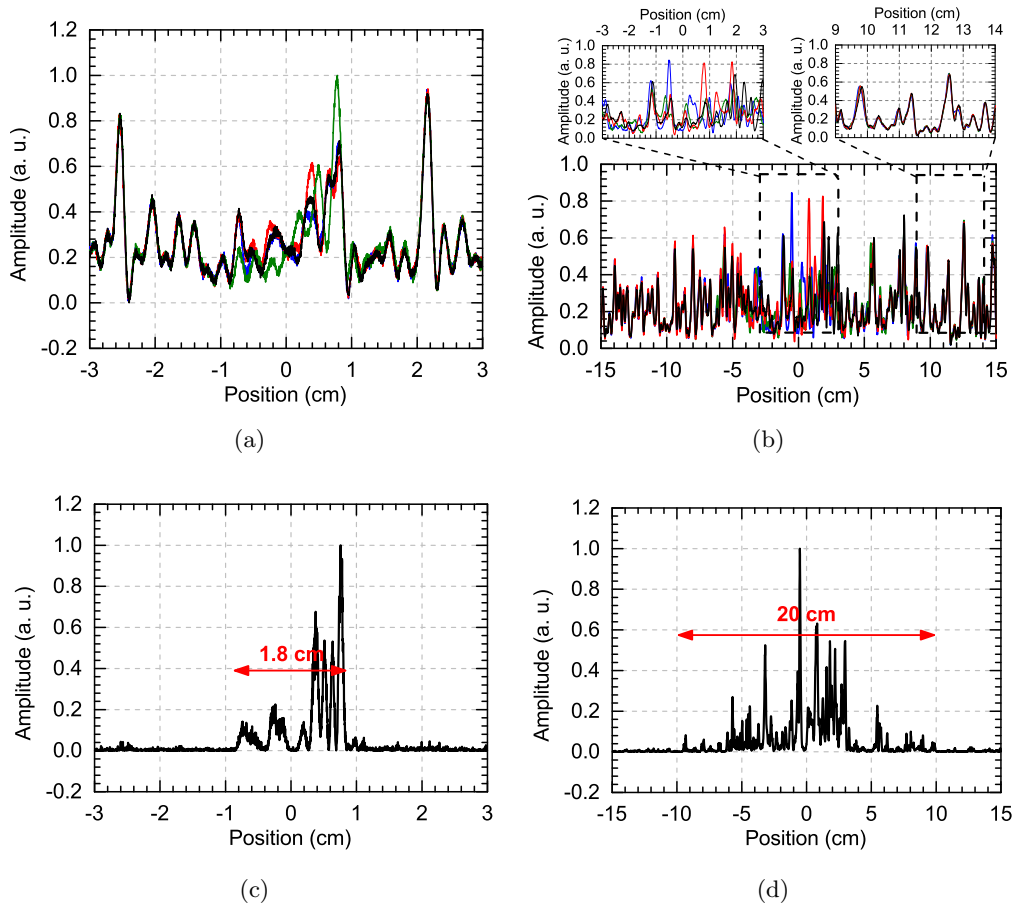 1.2
1.0
0.8
0.6
0.4
0.2
0.0
-0.2
Amplitude (a. u.)
-3 -2 -1 0 1 2 3
Position (cm)
(a)
Position (cm)
-3 -2 -1 0 1 2 3
1.0
0.8
0.6
0.4
0.2
0.0
Amplitude (a. u.)
Position (cm)
9 10 11 12 13 14
1.0
0.8
0.6
0.4
0.2
0.0
Amplitude (a. u.)
1.0
0.8
0.6
0.4
0.2
0.0
Amplitude (a. u.)
-15 -10 -5 0 5 10 15
Position (cm)
(b)
1.2
1.0
0.8
0.6
0.4
0.2
0.0
-0.2
Amplitude (a. u.)
1.8 cm
-3 -2 -1 0 1 2 3
Position (cm)
(c)
1.2
1.0
0.8
0.6
0.4
0.2
0.0
-0.2
Amplitude (a. u.)
20 cm
-15 -10 -5 0 5 10 15
Position (cm)
(d)